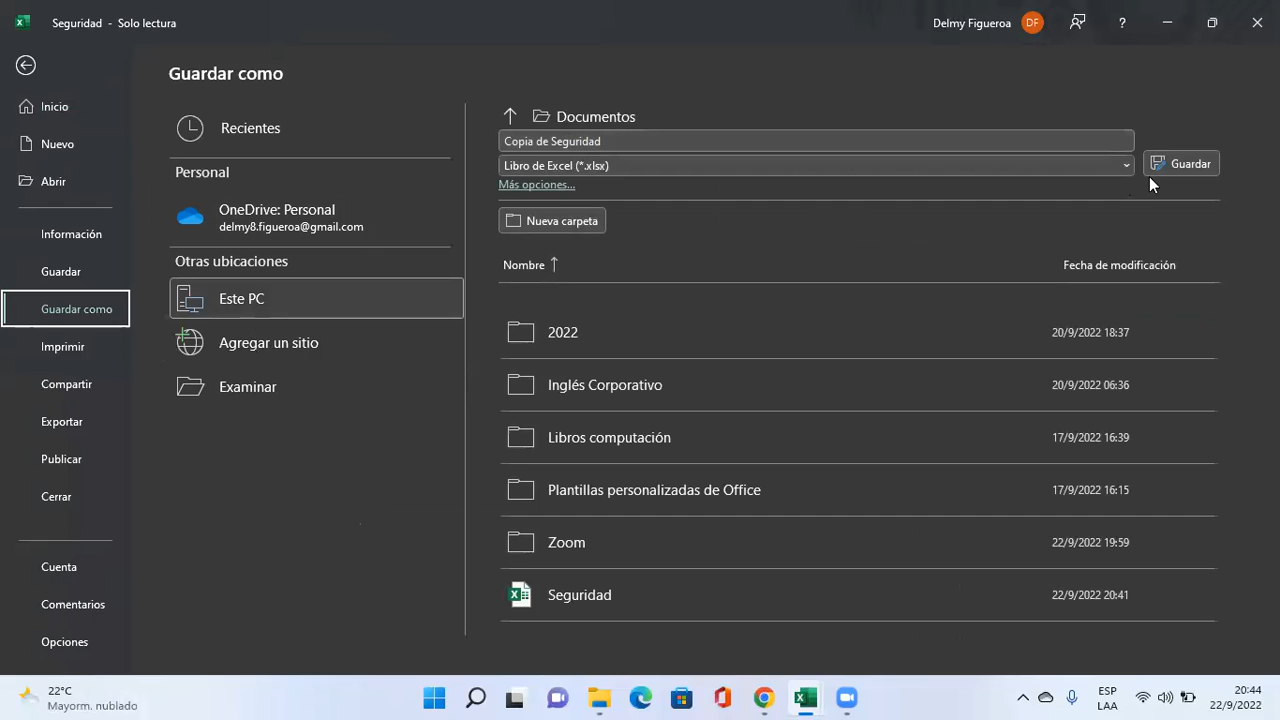 Seguridad - Solo lectura
Delmy Figueroa
DF
?
Guardar como
Inicio
Nuevo
Abrir
Información
Guardar
Guardar como
Imprimir
Compartir
Exportar
Publicar
Cerrar
Cuenta
Comentarios
Opciones
Recientes
Personal
OneDrive: Personal
delmy8.figueroa@gmail.com
Otras ubicaciones
Este PC
Agregar un sitio
Examinar
Documentos
Copia de Seguridad
Libro de Excel (*.xlsx)
Guardar
Más opciones...
Nueva carpeta
Nombre Fecha de modificación
2022 20/9/2022 18:37
Inglés Corporativo 20/9/2022 06:36
Libros computación 17/9/2022 16:39
Plantillas personalizadas de Office 17/9/2022 16:15
Zoom 22/9/2022 19:59
Seguridad 22/9/2022 20:41
22°C
Mayorm. nublado
ESP
LAA
20:44
22/9/2022